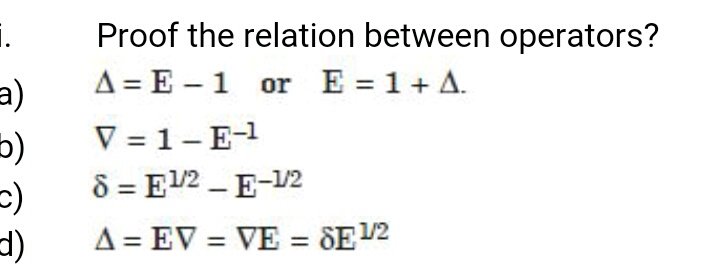 i. Proof the relation between operators?
a) Δ = E – 1 or E = 1 + Δ.
b) ∇ = 1 – E⁻¹
c) δ = E^{1/2} – E^{–1/2}
d) Δ = E∇ = ∇E = δE^{1/2}